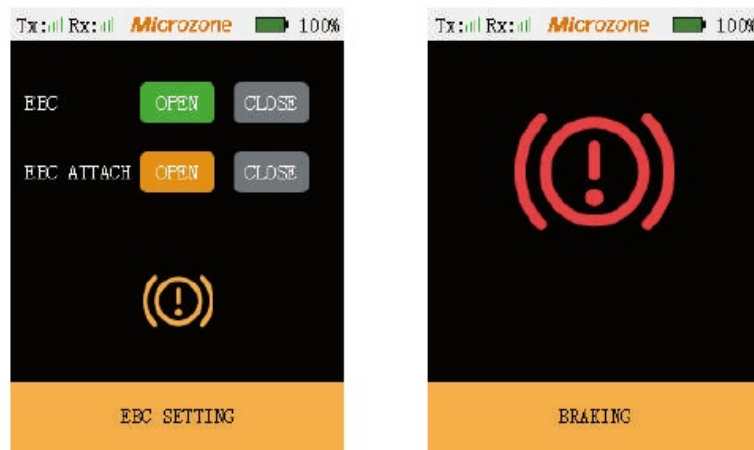 Tx: Rx: Microzone 100%
EBC OPEN CLOSE
EBC ATTACH OPEN CLOSE
EBC SETTING
Tx: Rx: Microzone 100%
BRAKING